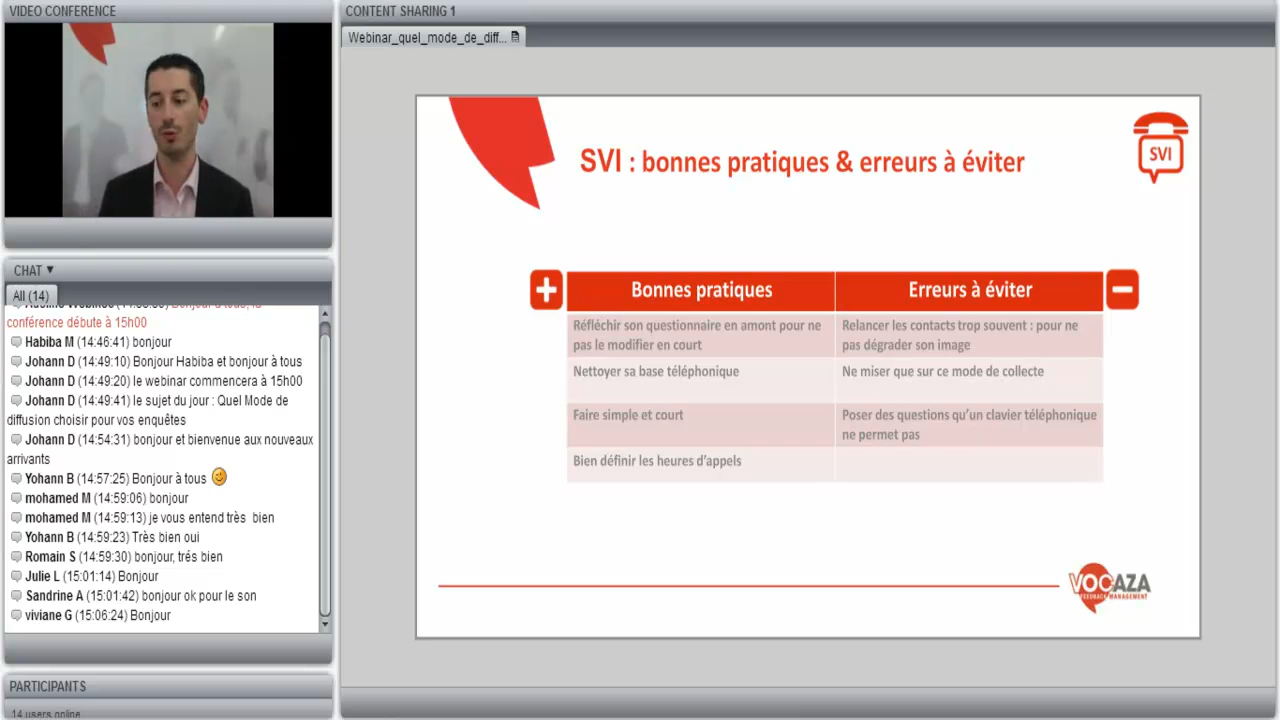 VIDEO CONFERENCE
CHAT ▼
All (14)
conférence débute à 15h00
Habiba M (14:46:41) bonjour
Johann D (14:49:10) Bonjour Habiba et bonjour à tous
Johann D (14:49:20) le webinar commencera à 15h00
Johann D (14:49:41) le sujet du jour : Quel Mode de
diffusion choisir pour vos enquêtes
Johann D (14:54:31) bonjour et bienvenue aux nouveaux
arrivants
Yohann B (14:57:25) Bonjour à tous
mohamed M (14:59:06) bonjour
mohamed M (14:59:13) je vous entend très bien
Yohann B (14:59:23) Très bien oui
Romain S (14:59:30) bonjour, trés bien
Julie L (15:01:14) Bonjour
Sandrine A (15:01:42) bonjour ok pour le son
viviane G (15:06:24) Bonjour
PARTICIPANTS
14 users online
CONTENT SHARING 1
Webinar_quel_mode_de_diff...
SVI : bonnes pratiques & erreurs à éviter
SVI
Bonnes pratiques
Erreurs à éviter
Réfléchir son questionnaire en amont pour ne
pas le modifier en court
Relancer les contacts trop souvent : pour ne
pas dégrader son image
Nettoyer sa base téléphonique
Ne miser que sur ce mode de collecte
Faire simple et court
Poser des questions qu'un clavier téléphonique
ne permet pas
Bien définir les heures d'appels
VOCAZA
FEEDBACK MANAGEMENT